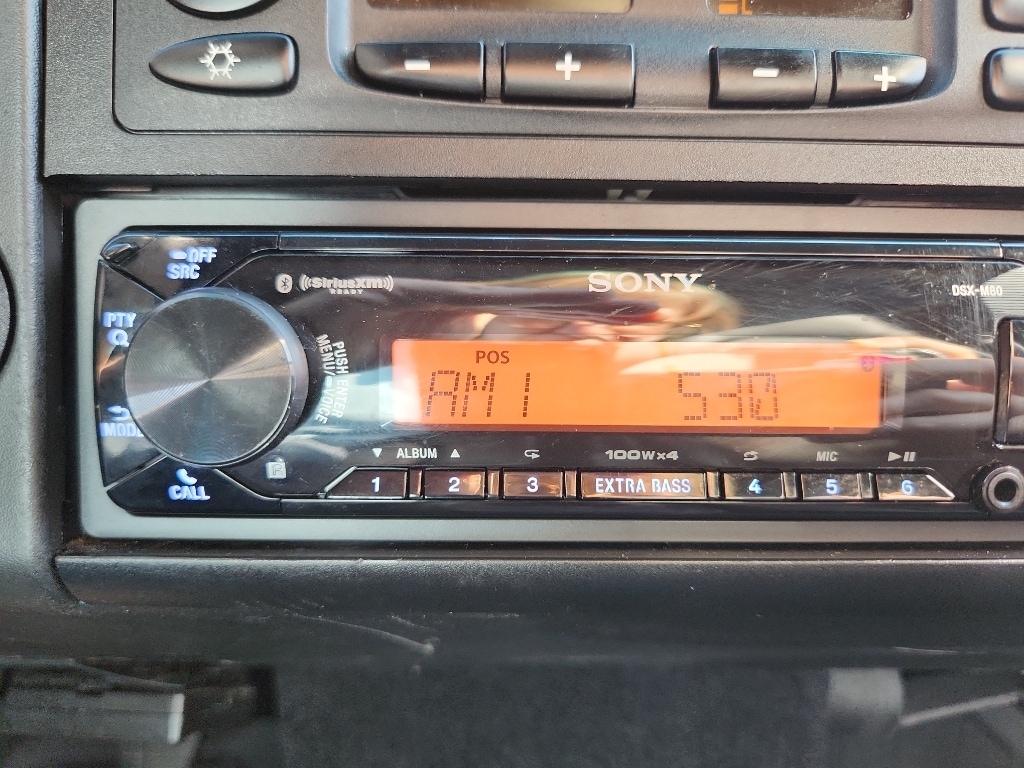 - + - +
OFF
SRC
SiriusXM
READY
SONY
DSX-M80
PTY
PUSH ENTER
MENU/ VOICE
POS
AM1 530
MODE
ALBUM 100W×4 MIC
CALL
1 2 3 EXTRA BASS 4 5 6